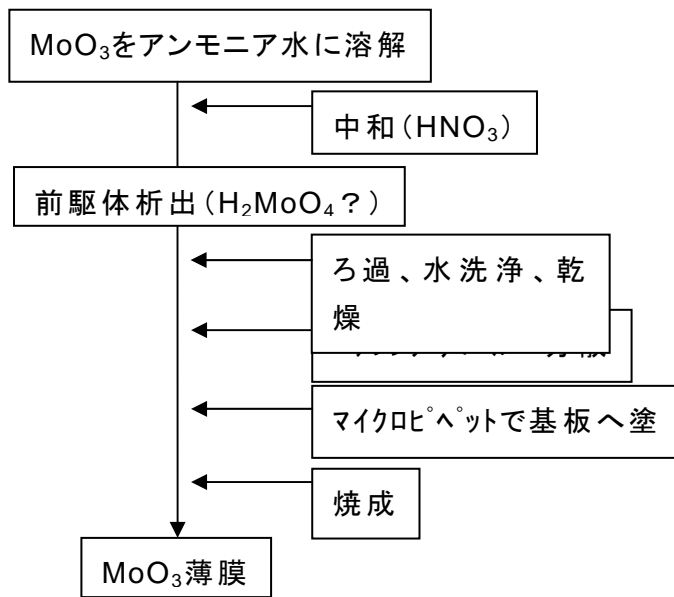 MoO₃をアンモニア水に溶解
中和(HNO₃)
前駆体析出(H₂MoO₄?)
ろ過、水洗浄、乾
燥
ﾏｲｸﾛﾋﾟﾍﾟｯﾄで基板へ塗
焼成
MoO₃薄膜